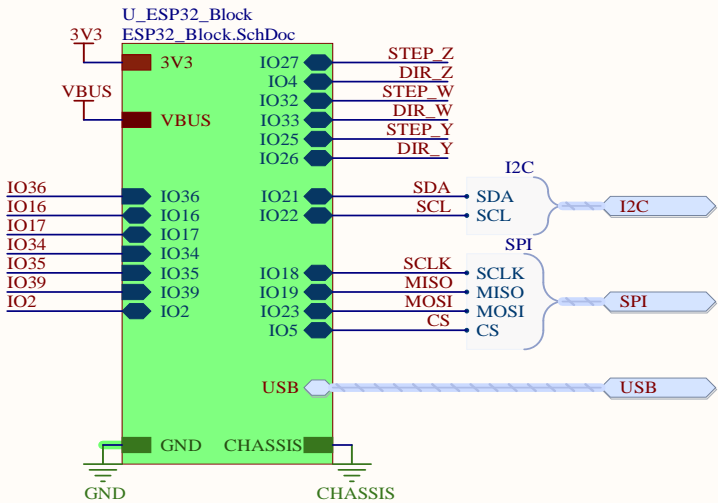 U_ESP32_Block
ESP32_Block.SchDoc
3V3
3V3
VBUS
VBUS
IO27
STEP_Z
IO4
DIR_Z
IO32
STEP_W
IO33
DIR_W
IO25
STEP_Y
IO26
DIR_Y
IO36
IO36
IO16
IO16
IO17
IO17
IO34
IO34
IO35
IO35
IO39
IO39
IO2
IO2
IO21
SDA
IO22
SCL
I2C
SDA
SCL
I2C
IO18
SCLK
IO19
MISO
IO23
MOSI
IO5
CS
SPI
SCLK
MISO
MOSI
CS
SPI
USB
USB
GND
CHASSIS
GND
CHASSIS